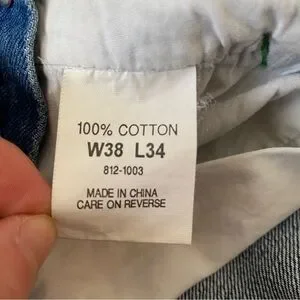 100% COTTON
W38 L34
812-1003
MADE IN CHINA
CARE ON REVERSE